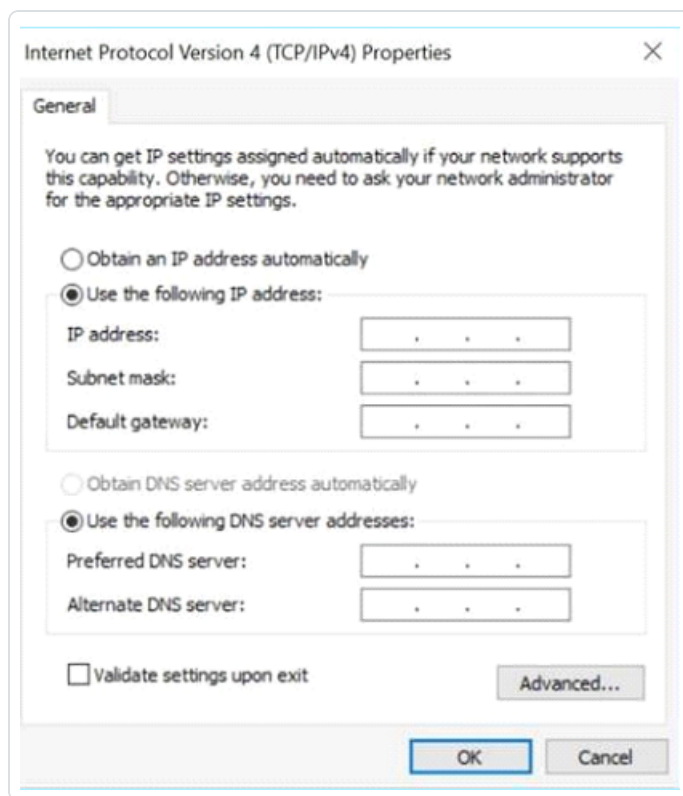 Internet Protocol Version 4 (TCP/IPv4) Properties
General
You can get IP settings assigned automatically if your network supports
this capability. Otherwise, you need to ask your network administrator
for the appropriate IP settings.
Obtain an IP address automatically
Use the following IP address:
IP address:
Subnet mask:
Default gateway:
Obtain DNS server address automatically
Use the following DNS server addresses:
Preferred DNS server:
Alternate DNS server:
Validate settings upon exit
Advanced...
OK Cancel